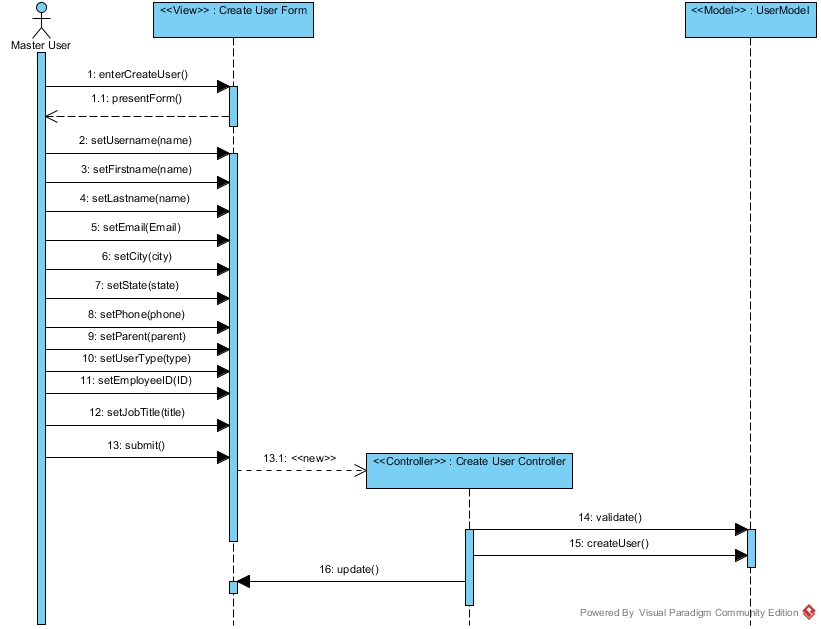 <<View>> : Create User Form
<<Model>> : UserModel
Master User
1: enterCreateUser()
1.1: presentForm()
2: setUsername(name)
3: setFirstname(name)
4: setLastname(name)
5: setEmail(Email)
6: setCity(city)
7: setState(state)
8: setPhone(phone)
9: setParent(parent)
10: setUserType(type)
11: setEmployeeID(ID)
12: setJobTitle(title)
13: submit()
13.1: <<new>>
<<Controller>> : Create User Controller
14: validate()
15: createUser()
16: update()
Powered By Visual Paradigm Community Edition